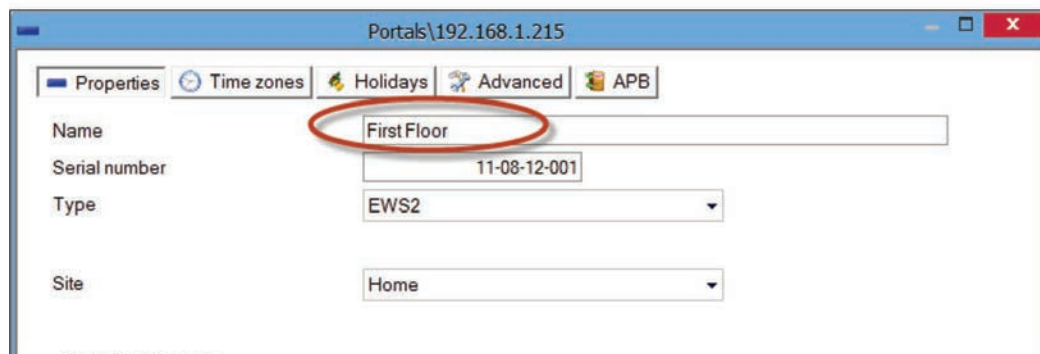 Portals\192.168.1.215
Properties Time zones Holidays Advanced APB
Name First Floor
Serial number 11-08-12-001
Type EWS2
Site Home